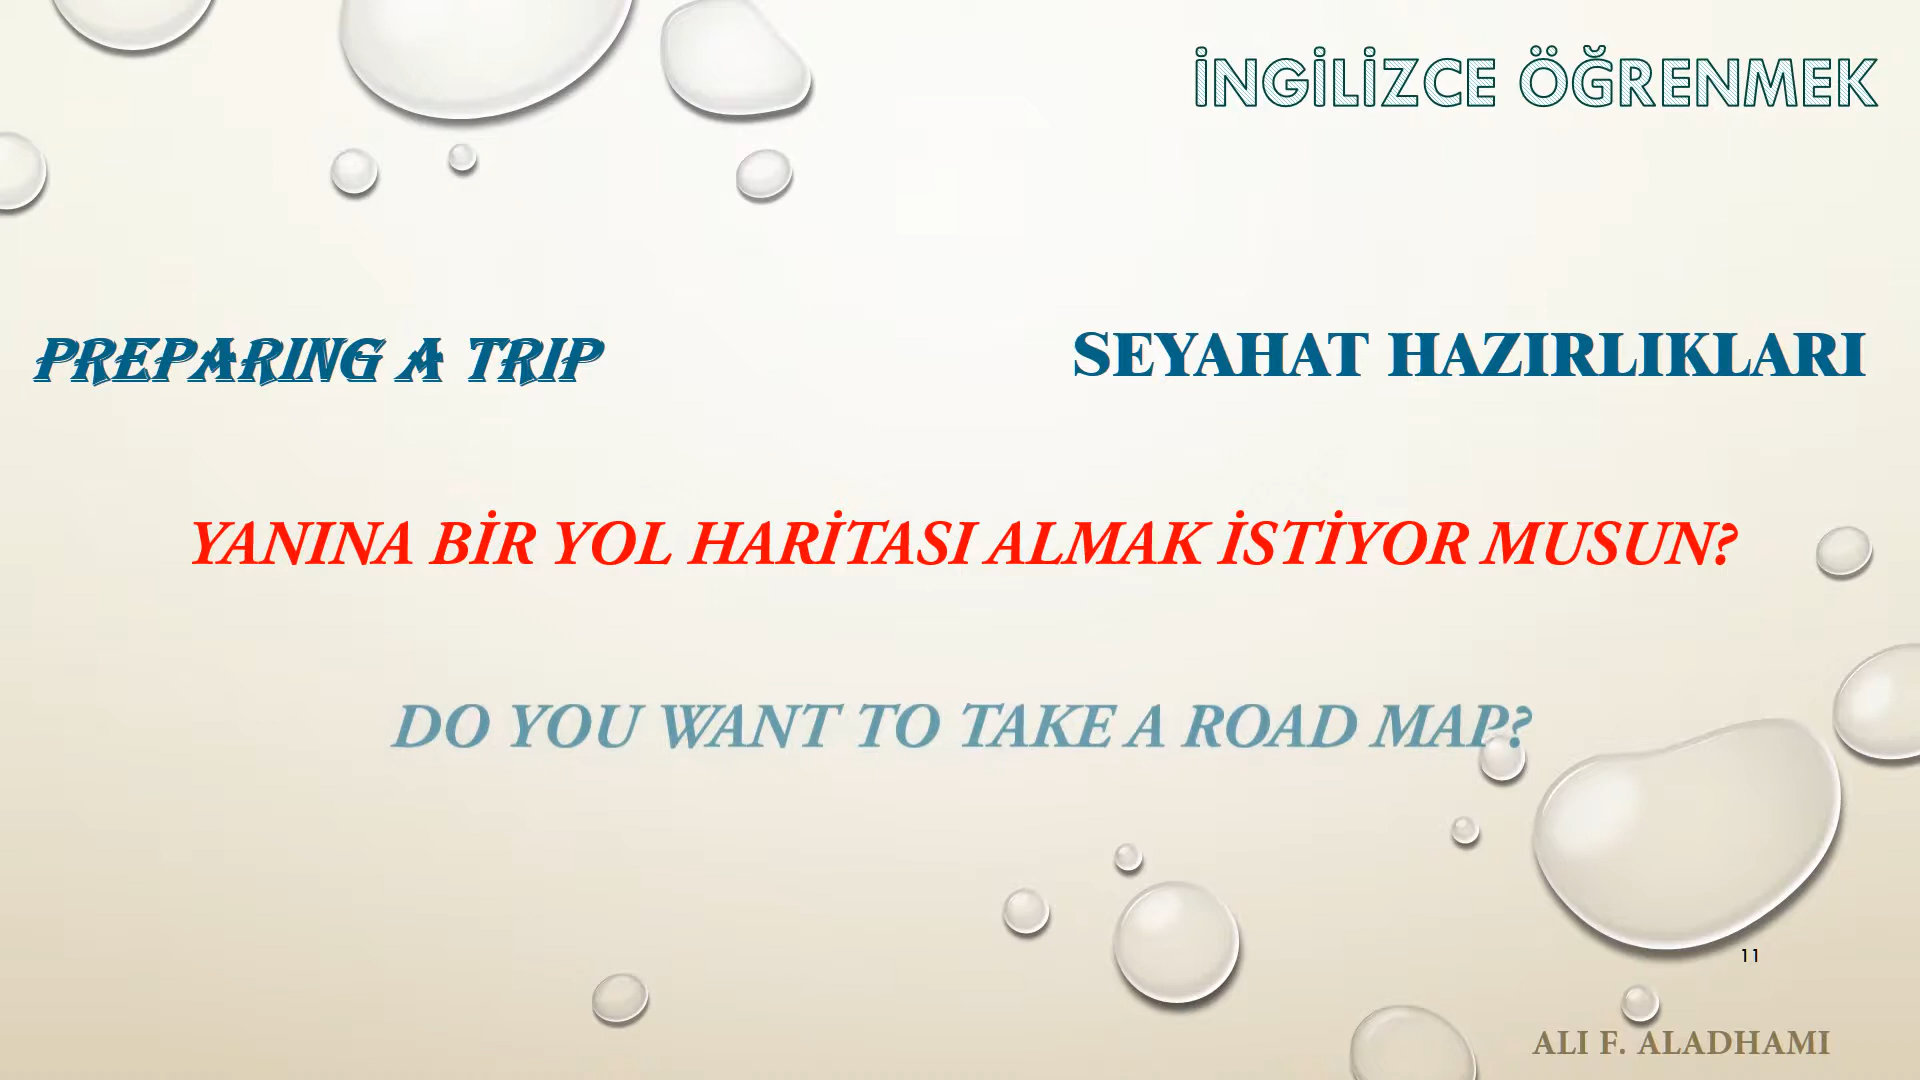 İNGİLİZCE ÖĞRENMEK
PREPARING A TRIP
SEYAHAT HAZIRLIKLARI
YANINA BİR YOL HARİTASI ALMAK İSTİYOR MUSUN?
DO YOU WANT TO TAKE A ROAD MAP?
11
ALI F. ALADHAMI